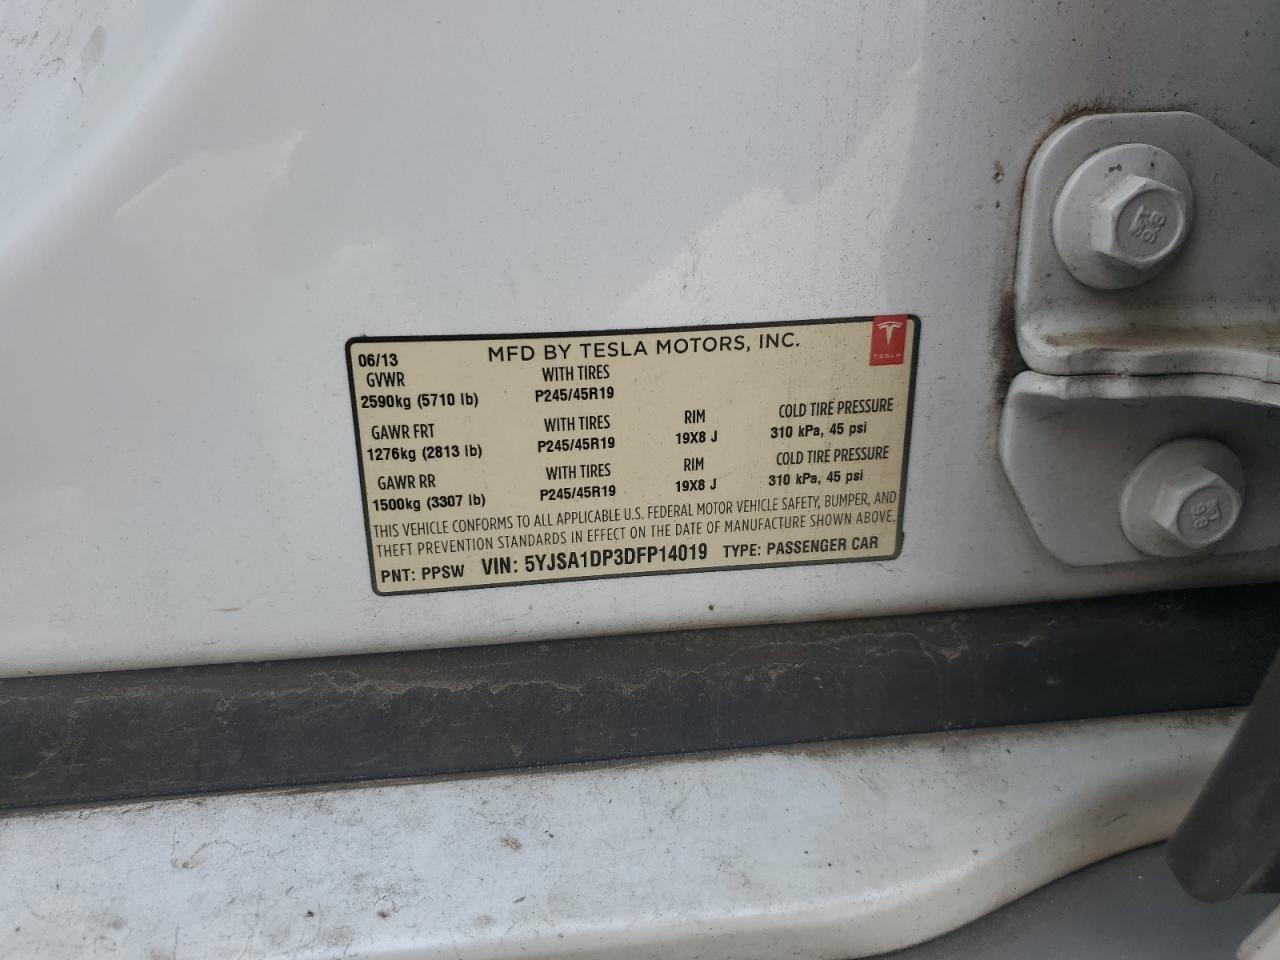 06/13 MFD BY TESLA MOTORS, INC.
TESLA
GVWR WITH TIRES
2590kg (5710 lb) P245/45R19
GAWR FRT WITH TIRES RIM COLD TIRE PRESSURE
1276kg (2813 lb) P245/45R19 19X8 J 310 kPa, 45 psi
GAWR RR WITH TIRES RIM COLD TIRE PRESSURE
1500kg (3307 lb) P245/45R19 19X8 J 310 kPa, 45 psi
THIS VEHICLE CONFORMS TO ALL APPLICABLE U.S. FEDERAL MOTOR VEHICLE SAFETY, BUMPER, AND
THEFT PREVENTION STANDARDS IN EFFECT ON THE DATE OF MANUFACTURE SHOWN ABOVE.
PNT: PPSW VIN: 5YJSA1DP3DFP14019 TYPE: PASSENGER CAR